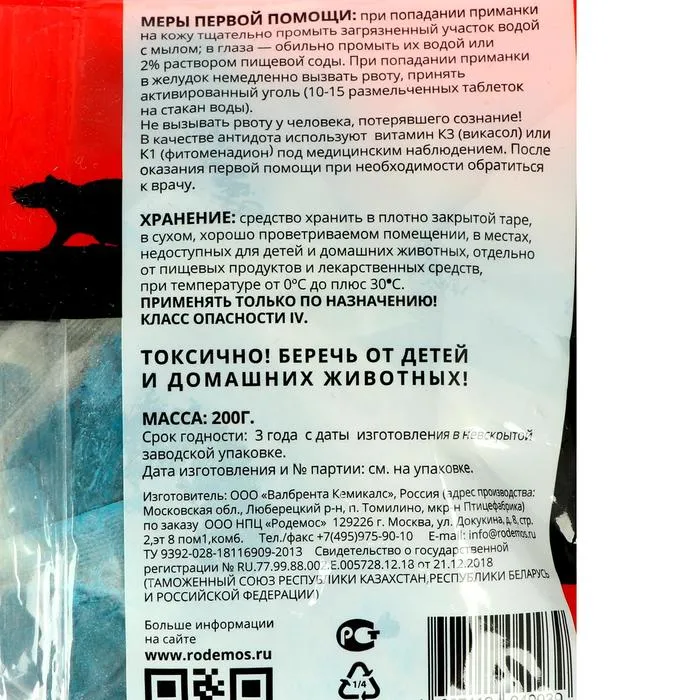 МЕРЫ ПЕРВОЙ ПОМОЩИ: при попадании приманки
на кожу тщательно промыть загрязненный участок водой
с мылом; в глаза — обильно промыть их водой или
2% раствором пищевой соды. При попадании приманки
в желудок немедленно вызвать рвоту, принять
активированный уголь (10-15 размельченных таблеток
на стакан воды).
Не вызывать рвоту у человека, потерявшего сознание!
В качестве антидота используют витамин К3 (викасол) или
К1 (фитоменадион) под медицинским наблюдением. После
оказания первой помощи при необходимости обратиться
к врачу.
ХРАНЕНИЕ: средство хранить в плотно закрытой таре,
в сухом, хорошо проветриваемом помещении, в местах,
недоступных для детей и домашних животных, отдельно
от пищевых продуктов и лекарственных средств,
при температуре от 0°С до плюс 30°С.
ПРИМЕНЯТЬ ТОЛЬКО ПО НАЗНАЧЕНИЮ!
КЛАСС ОПАСНОСТИ IV.
ТОКСИЧНО! БЕРЕЧЬ ОТ ДЕТЕЙ
И ДОМАШНИХ ЖИВОТНЫХ!
МАССА: 200Г.
Срок годности: 3 года с даты изготовления в невскрытой
заводской упаковке.
Дата изготовления и № партии: см. на упаковке.
Изготовитель: ООО «Валбрента Кемикалс», Россия (адрес производства:
Московская обл., Люберецкий р-н, п. Томилино, мкр-н Птицефабрика)
по заказу ООО НПЦ «Родемос» 129226 г. Москва, ул. Докукина, д. 8, стр.
2,эт 8 пом1,комб. Тел./факс +7(495)975-90-10 E-mail: info@rodemos.ru
ТУ 9392-028-18116909-2013 Свидетельство о государственной
регистрации № RU.77.99.88.002.Е.005728.12.18 от 21.12.2018
(ТАМОЖЕННЫЙ СОЮЗ РЕСПУБЛИКИ КАЗАХСТАН,РЕСПУБЛИКИ БЕЛАРУСЬ
И РОССИЙСКОЙ ФЕДЕРАЦИИ)
Больше информации
на сайте
www.rodemos.ru
РСТ
1/4